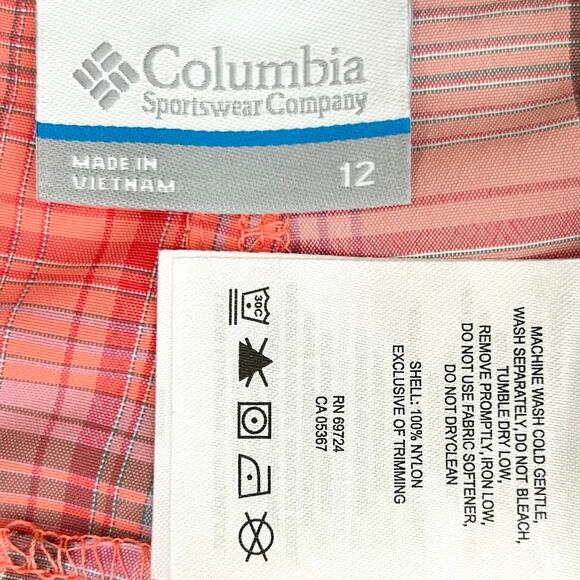 Columbia
Sportswear Company
MADE IN
VIETNAM
12
30C
MACHINE WASH COLD GENTLE,
WASH SEPARATELY, DO NOT BLEACH,
TUMBLE DRY LOW,
REMOVE PROMPTLY, IRON LOW,
DO NOT USE FABRIC SOFTENER,
DO NOT DRYCLEAN
SHELL: 100% NYLON
EXCLUSIVE OF TRIMMING
RN 69724
CA 05367